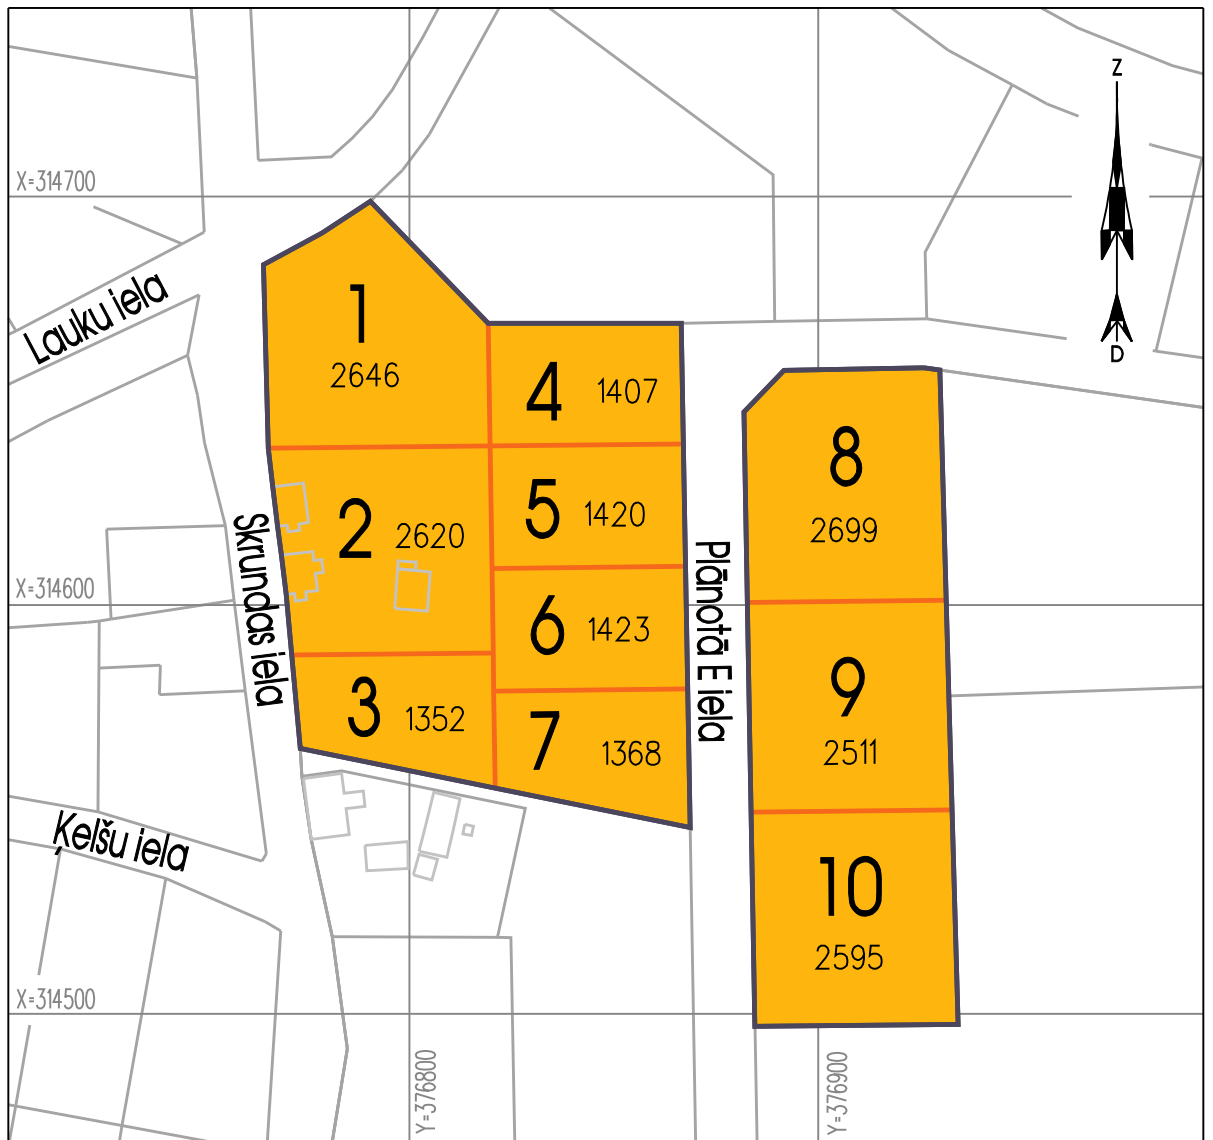 Z
X=314700
Lauku iela
1
2646
D
4 1407
8
2699
2 2620
5 1420
Skrundas iela
Plānotā E iela
X=314600
6 1423
3 1352
9
2511
7 1368
Ķelšu iela
10
2595
X=314500
Y=376800
Y=376900